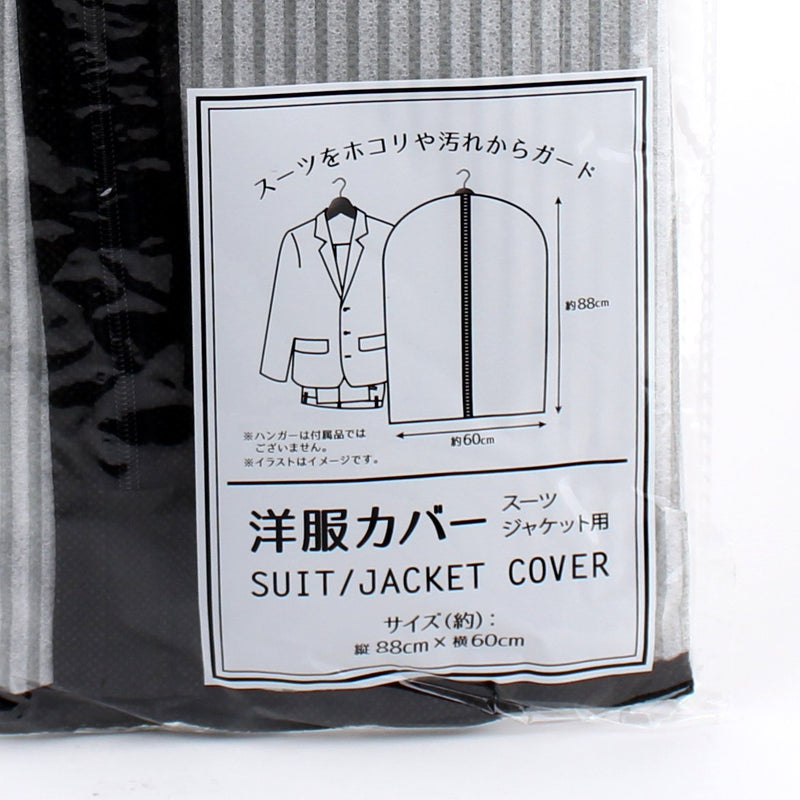 スーツをホコリや汚れからガード
約88cm
約60cm
※ハンガーは付属品では
ございません。
※イラストはイメージです。
洋服カバー
スーツ
ジャケット用
SUIT/JACKET COVER
サイズ(約):
縦 88cm×横60cm